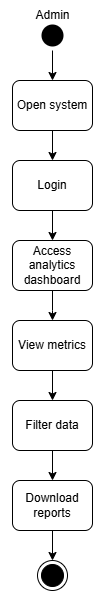 Admin
Open system
Login
Access
analytics
dashboard
View metrics
Filter data
Download
reports